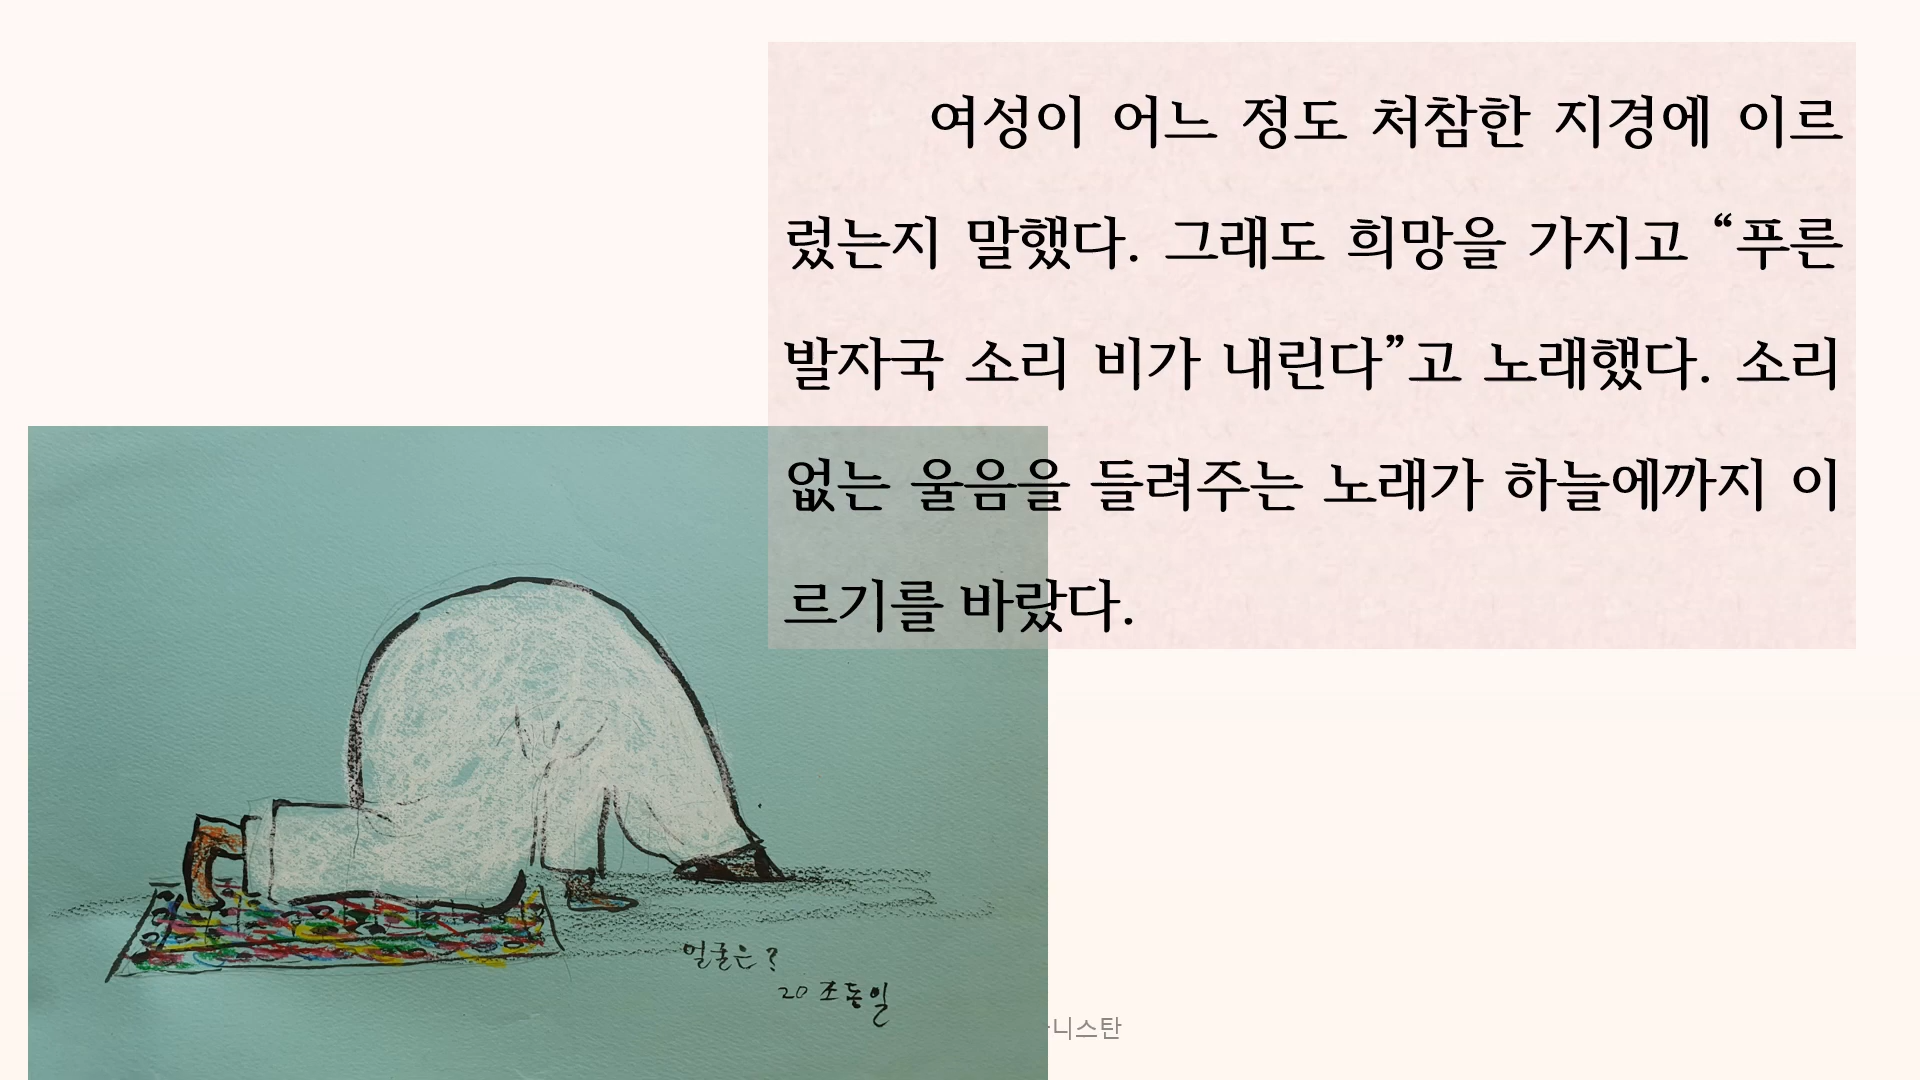 여성이 어느 정도 처참한 지경에 이르
렀는지 말했다. 그래도 희망을 가지고 “푸른
발자국 소리 비가 내린다”고 노래했다. 소리
없는 울음을 들려주는 노래가 하늘에까지 이
르기를 바랐다.
얼굴은?
20 조동일
니스탄